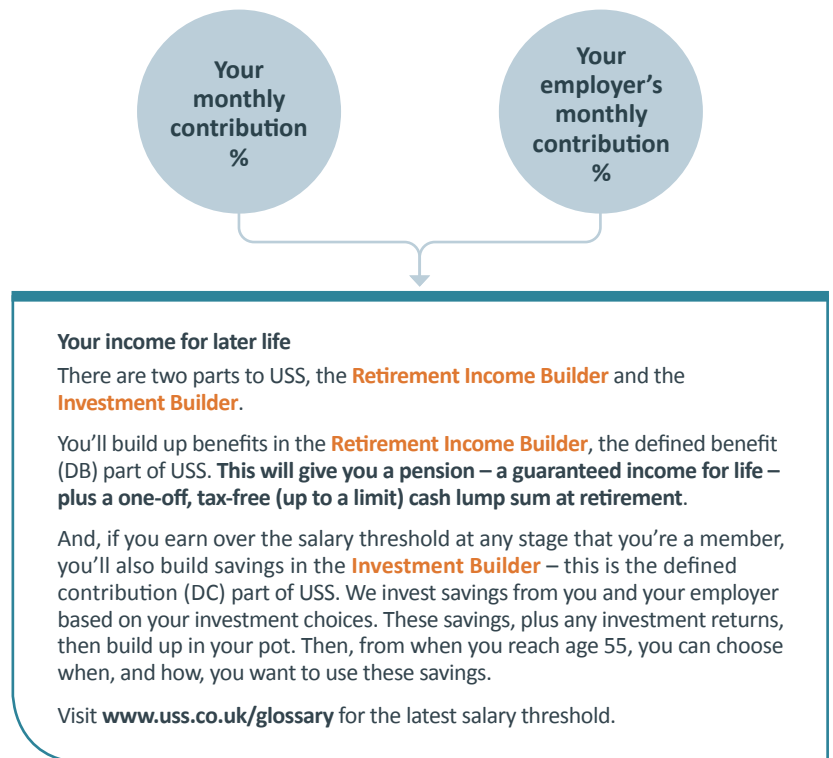 Your
monthly
contribution
%
Your
employer’s
monthly
contribution
%
Your income for later life
There are two parts to USS, the Retirement Income Builder and the
Investment Builder.
You’ll build up benefits in the Retirement Income Builder, the defined benefit
(DB) part of USS. This will give you a pension – a guaranteed income for life –
plus a one-off, tax-free (up to a limit) cash lump sum at retirement.
And, if you earn over the salary threshold at any stage that you’re a member,
you’ll also build savings in the Investment Builder – this is the defined
contribution (DC) part of USS. We invest savings from you and your employer
based on your investment choices. These savings, plus any investment returns,
then build up in your pot. Then, from when you reach age 55, you can choose
when, and how, you want to use these savings.
Visit www.uss.co.uk/glossary for the latest salary threshold.